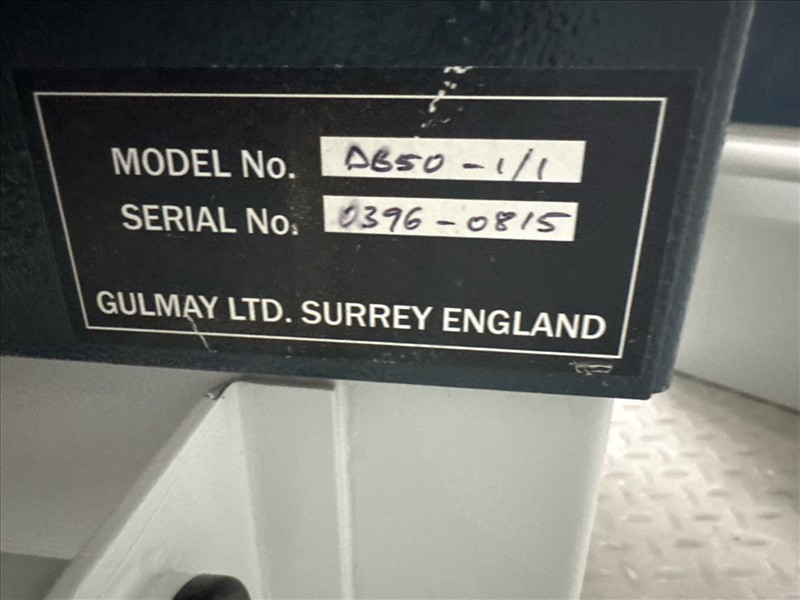 MODEL No. DB50-1/1
SERIAL No. 0396-0815
GULMAY LTD. SURREY ENGLAND